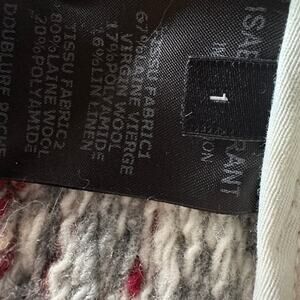 ISA RANT
1
TISSU FABRIC1
67%LAINE VIERGE
VIRGIN WOOL
17%POLYAMIDE
16%LIN LINEN
TISSU FABRIC2
80%LAINE WOOL
20%POLYAMIDE
DOUBLURE POCHE